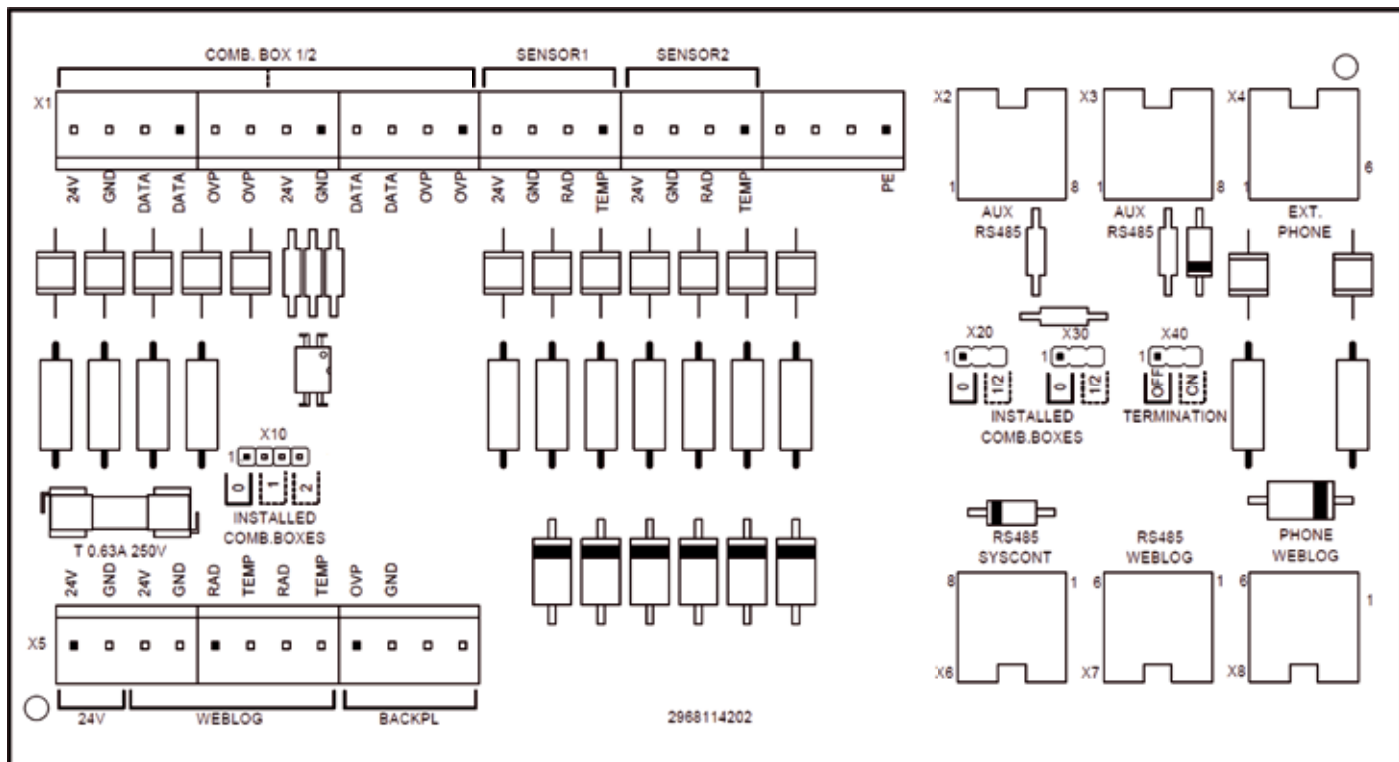 COMB. BOX 1/2 SENSOR1 SENSOR2
X1
24V GND DATA DATA OVP OVP 24V GND DATA DATA OVP OVP 24V GND RAD TEMP 24V GND RAD TEMP PE
X2 X3 X4
1 8 1 8 1 6
AUX AUX EXT.
RS485 RS485 PHONE
X20 X30 X40
1 1 1
0 1/2 0 1/2 OFF ON
INSTALLED TERMINATION
COMB.BOXES
X10
1
0 1 2
INSTALLED
COMB.BOXES
T 0.63A 250V
RS485 RS485 PHONE
SYSCONT WEBLOG WEBLOG
24V GND 24V GND RAD TEMP RAD TEMP OVP GND
8 1 6 1 6 1
X5
X6 X7 X8
24V WEBLOG BACKPL
2968114202